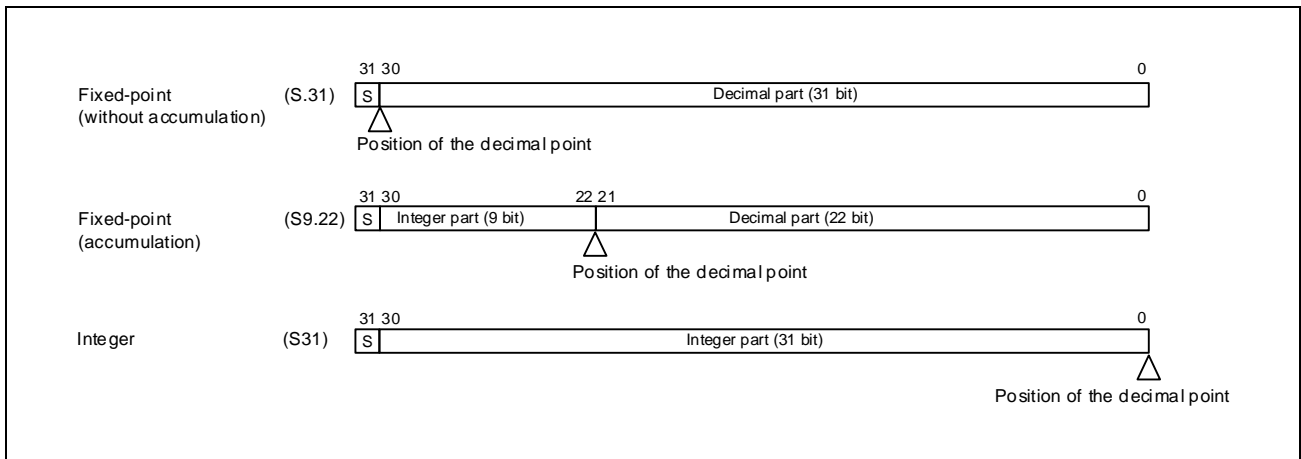 31 30 0
Fixed-point (S.31) S Decimal part (31 bit)
(without accumulation)
Position of the decimal point
31 30 22 21 0
Fixed-point (S9.22) S Integer part (9 bit) Decimal part (22 bit)
(accumulation)
Position of the decimal point
31 30 0
Integer (S31) S Integer part (31 bit)
Position of the decimal point